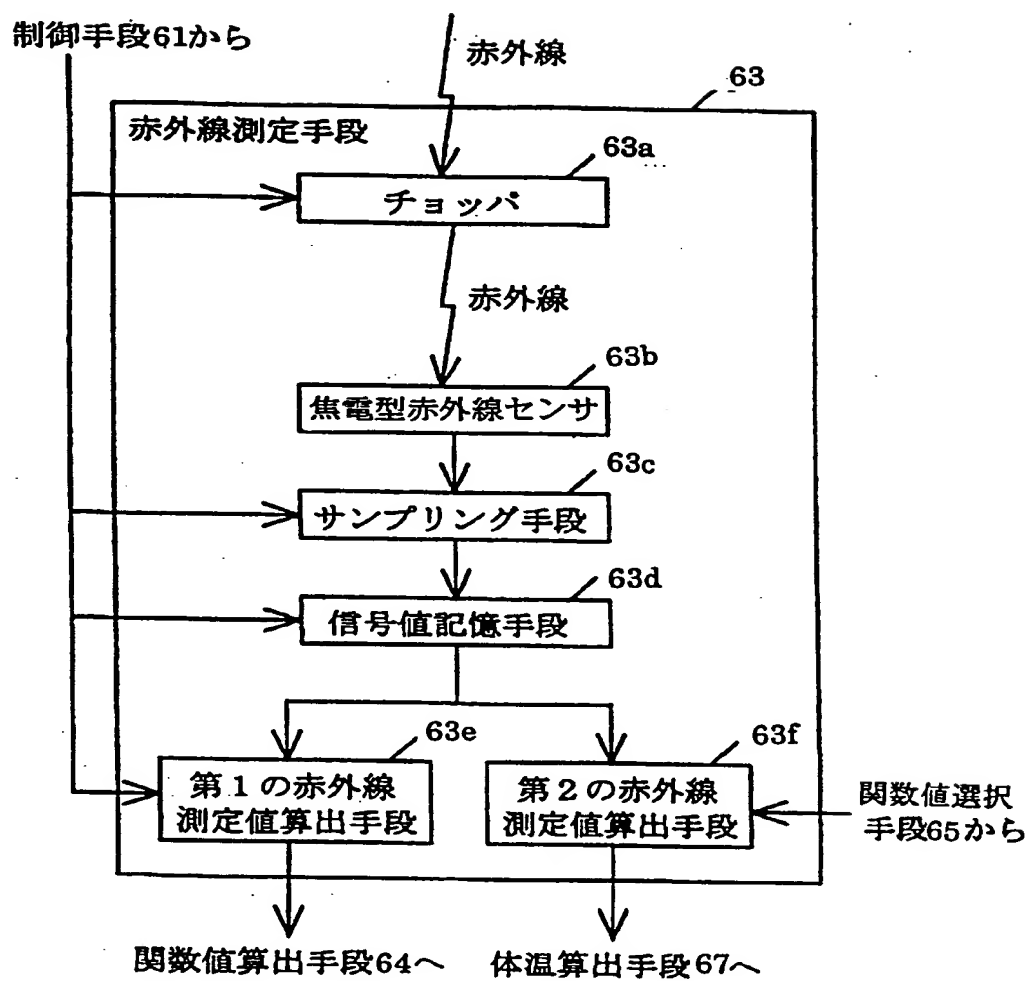 制御手段61から
赤外線
63
赤外線測定手段
63a
チョッパ
赤外線
63b
焦電型赤外線センサ
63c
サンプリング手段
63d
信号値記憶手段
63e
第1の赤外線
測定値算出手段
63f
第2の赤外線
測定値算出手段
関数値選択
手段65から
関数値算出手段64へ
体温算出手段67へ